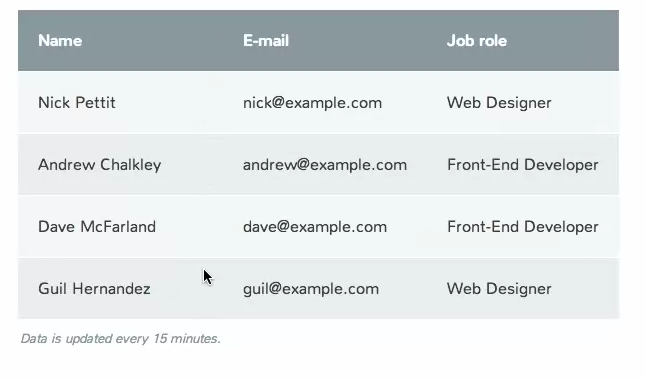 Name E-mail Job role
Nick Pettit nick@example.com Web Designer
Andrew Chalkley andrew@example.com Front-End Developer
Dave McFarland dave@example.com Front-End Developer
Guil Hernandez guil@example.com Web Designer
Data is updated every 15 minutes.